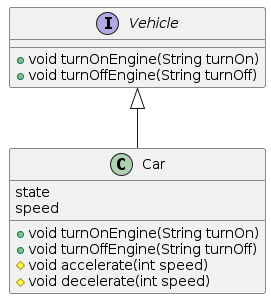 I Vehicle
void turnOnEngine(String turnOn)
void turnOffEngine(String turnOff)
C Car
state
speed
void turnOnEngine(String turnOn)
void turnOffEngine(String turnOff)
void accelerate(int speed)
void decelerate(int speed)